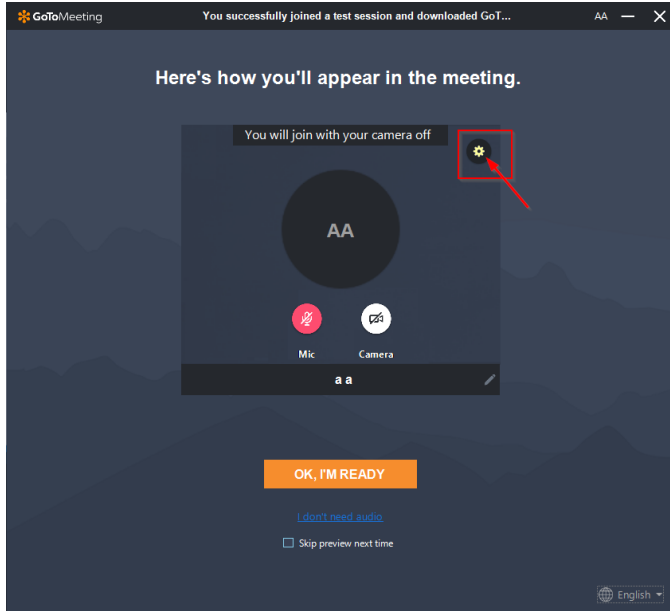 GoToMeeting
You successfully joined a test session and downloaded GoT...
AA
Here's how you'll appear in the meeting.
You will join with your camera off
AA
Mic
Camera
a a
OK, I'M READY
I don't need audio
Skip preview next time
English